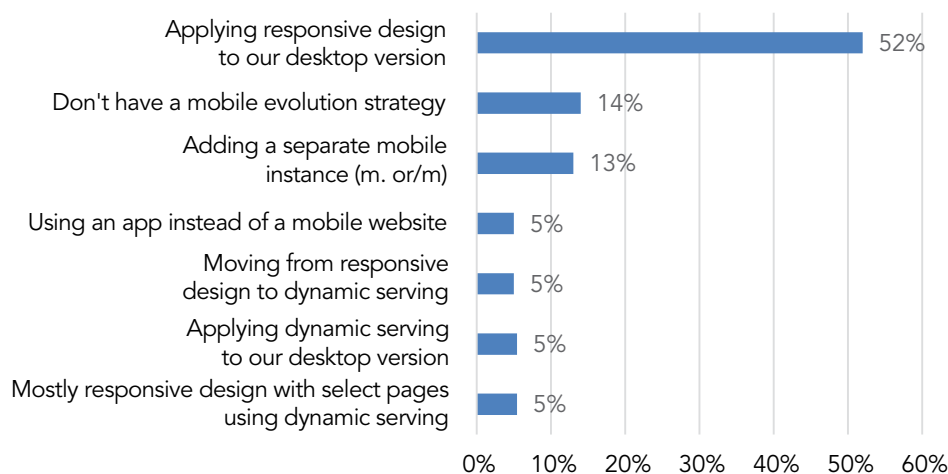 Applying responsive design
to our desktop version
52%
Don't have a mobile evolution strategy
14%
Adding a separate mobile
instance (m. or/m)
13%
Using an app instead of a mobile website
5%
Moving from responsive
design to dynamic serving
5%
Applying dynamic serving
to our desktop version
5%
Mostly responsive design with select pages
using dynamic serving
5%
0% 10% 20% 30% 40% 50% 60%